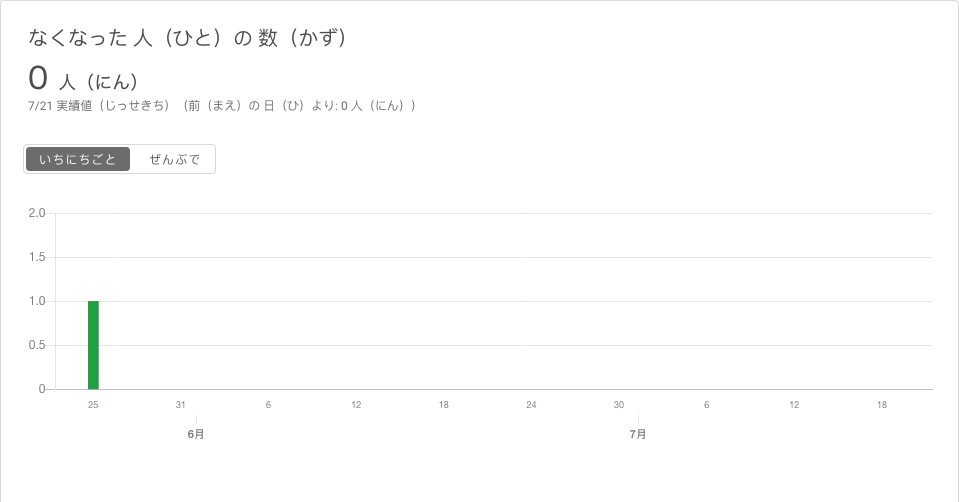 なくなった 人（ひと）の 数（かず）
0 人（にん）
7/21 実績値（じっせきち）（前（まえ）の 日（ひ）より: 0 人（にん））
いちにちごと ぜんぶで
2.0
1.5
1.0
0.5
0
25 31 6 12 18 24 30 6 12 18
6月 7月